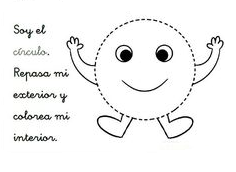 Soy el
círculo.
Repasa mi
exterior y
colorea mi
interior.